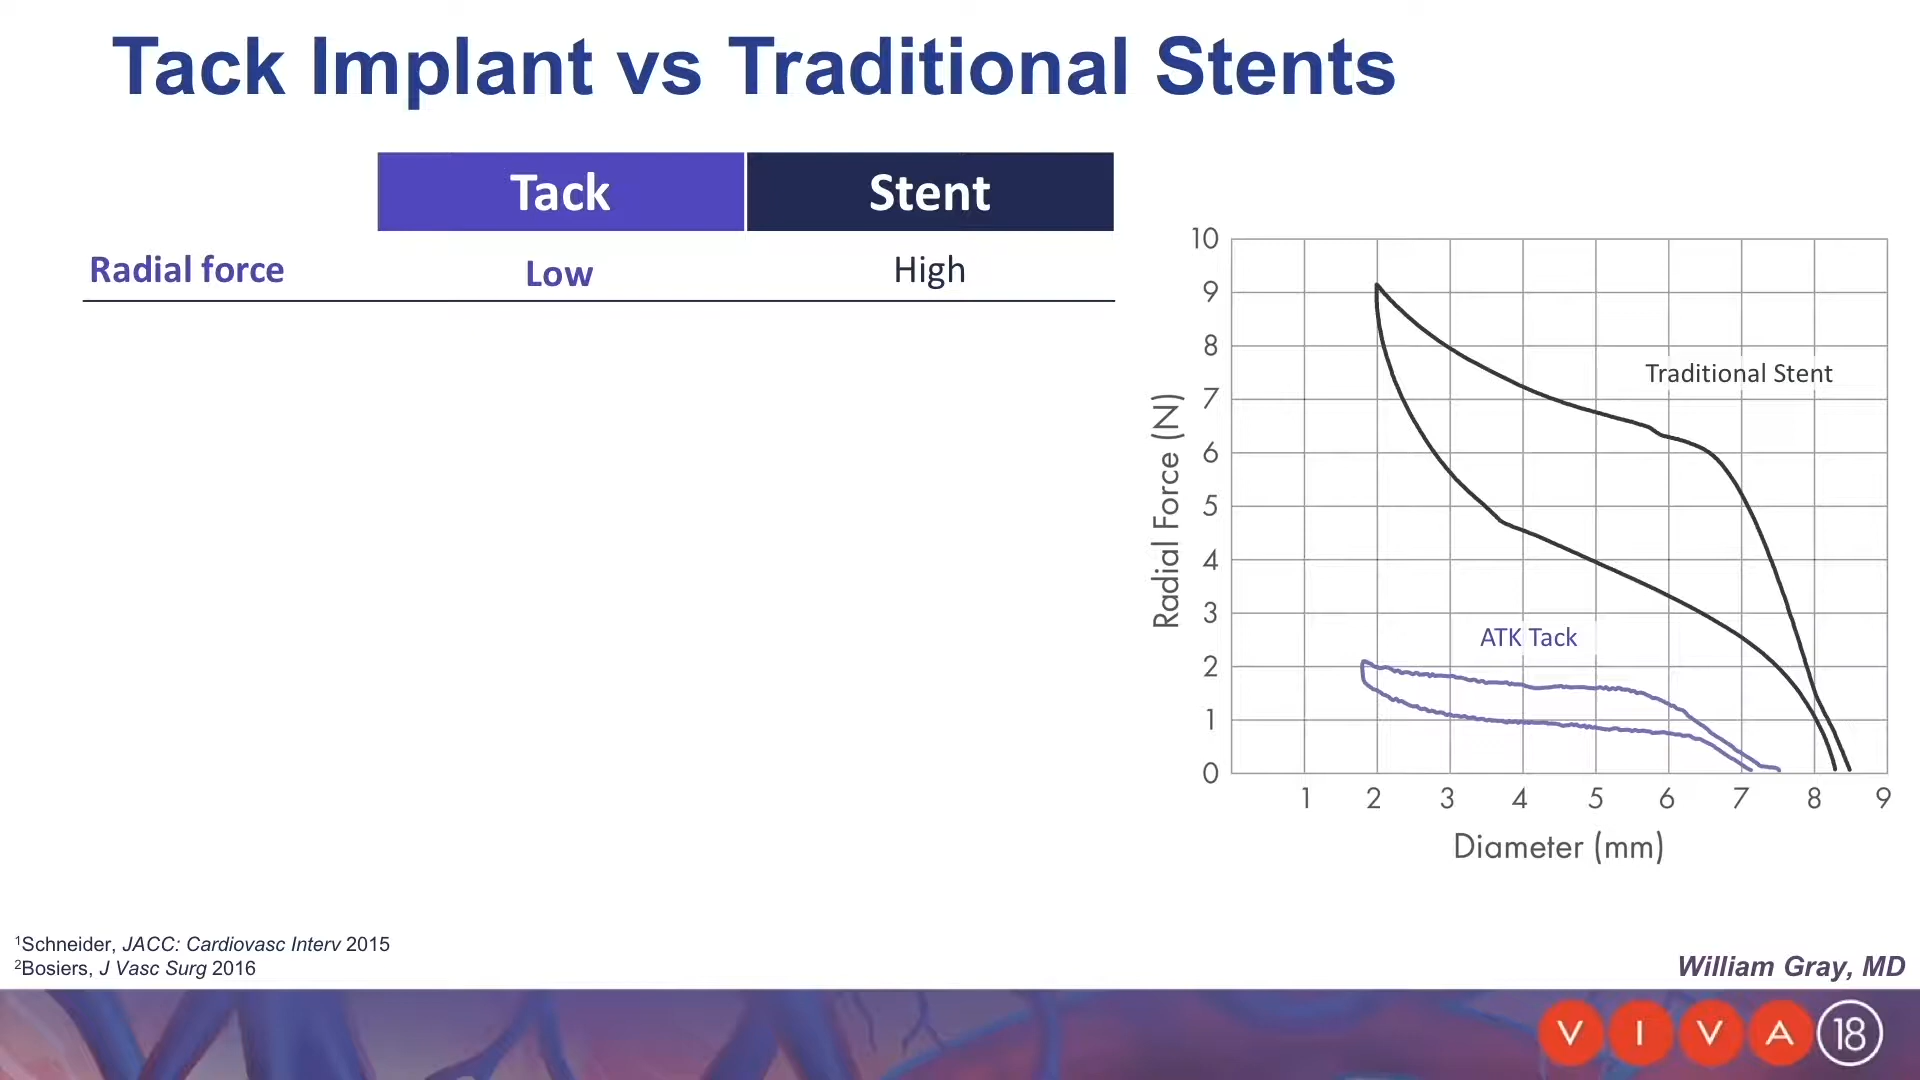 Tack Implant vs Traditional Stents
Tack Stent
Radial force Low High
10
9
8
7
6
5
4
3
2
1
0
Radial Force (N)
Traditional Stent
ATK Tack
1 2 3 4 5 6 7 8 9
Diameter (mm)
¹Schneider, JACC: Cardiovasc Interv 2015
²Bosiers, J Vasc Surg 2016
William Gray, MD
VIVA 18